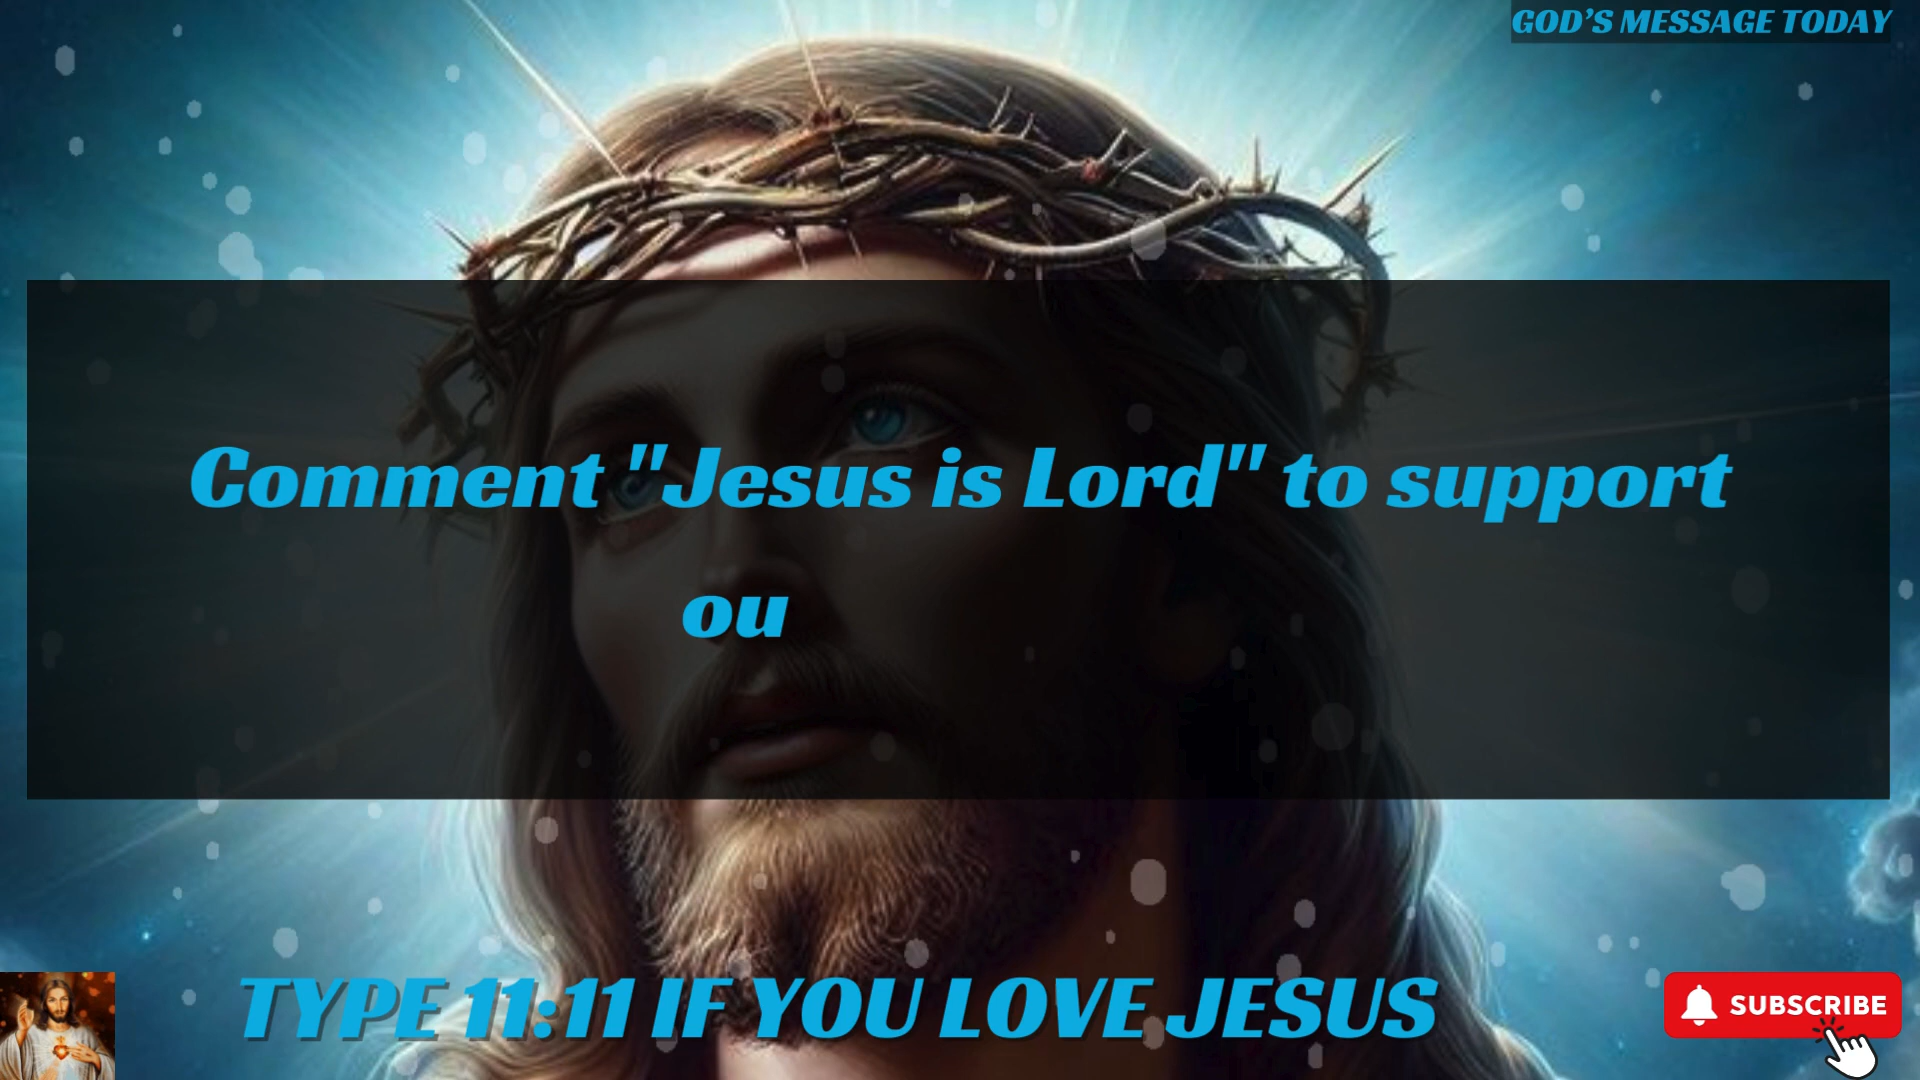 GOD’S MESSAGE TODAY
Comment "Jesus is Lord" to support
ou
TYPE 11:11 IF YOU LOVE JESUS
SUBSCRIBE